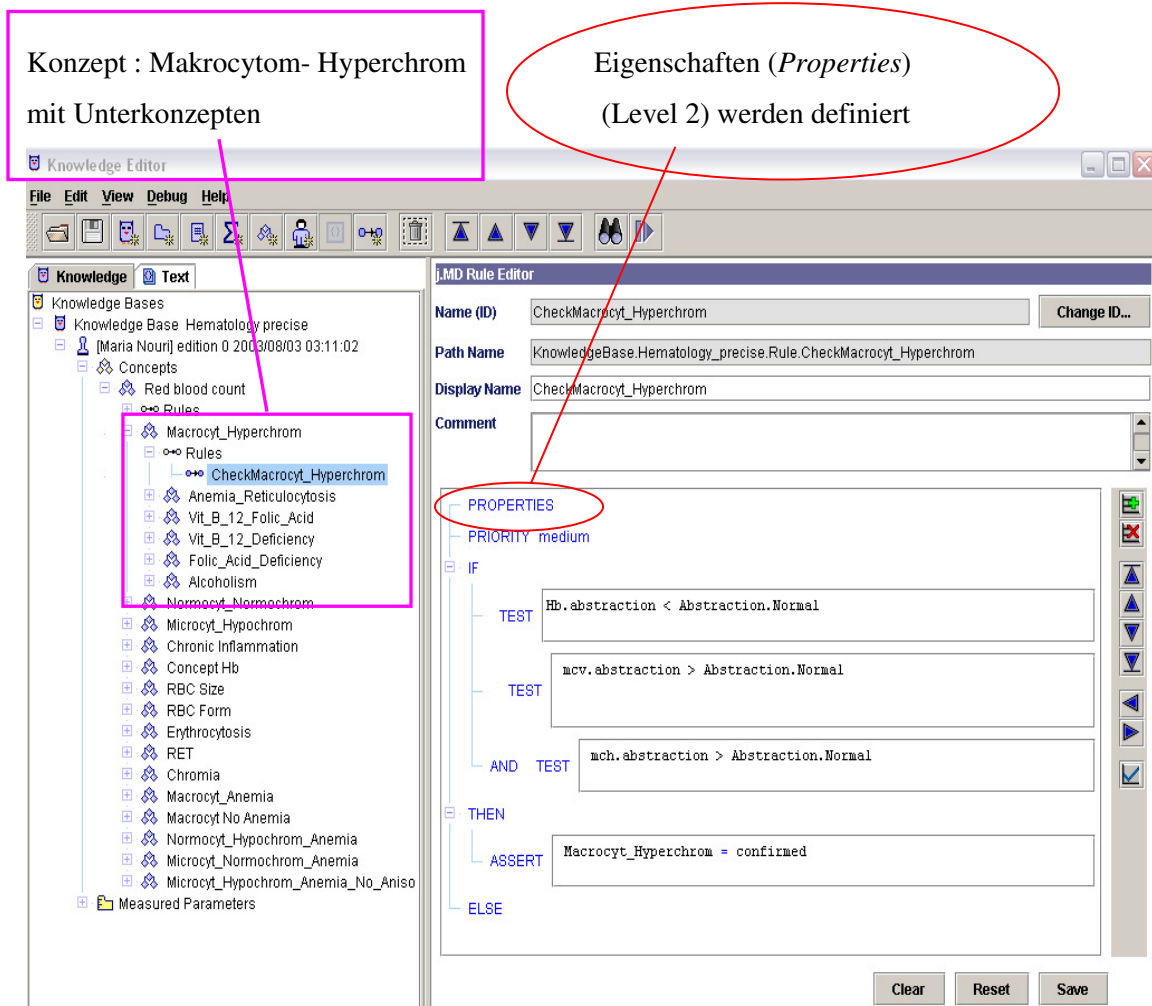 Konzept : Makrocytom- Hyperchrom
mit Unterkonzepten
Eigenschaften (Properties)
(Level 2) werden definiert
Knowledge Editor
File Edit View Debug Help
Knowledge Text
Knowledge Bases
Knowledge Base Hematology precise
[Maria Nouri] edition 0 2003/08/03 03:11:02
Concepts
Red blood count
Rules
Macrocyt_Hyperchrom
Rules
CheckMacrocyt_Hyperchrom
Anemia_Reticulocytosis
Vit_B_12_Folic_Acid
Vit_B_12_Deficiency
Folic_Acid_Deficiency
Alcoholism
Normocyt_Normochrom
Microcyt_Hypochrom
Chronic Inflammation
Concept Hb
RBC Size
RBC Form
Erythrocytosis
RET
Chromia
Macrocyt_Anemia
Macrocyt No Anemia
Normocyt_Hypochrom_Anemia
Microcyt_Normochrom_Anemia
Microcyt_Hypochrom_Anemia_No_Aniso
Measured Parameters
j.MD Rule Editor
Name (ID) CheckMacrocyt_Hyperchrom Change ID...
Path Name KnowledgeBase.Hematology_precise.Rule.CheckMacrocyt_Hyperchrom
Display Name CheckMacrocyt_Hyperchrom
Comment
PROPERTIES
PRIORITY medium
IF
TEST Hb.abstraction < Abstraction.Normal
TEST mcv.abstraction > Abstraction.Normal
AND TEST mch.abstraction > Abstraction.Normal
THEN
ASSERT Macrocyt_Hyperchrom = confirmed
ELSE
Clear Reset Save